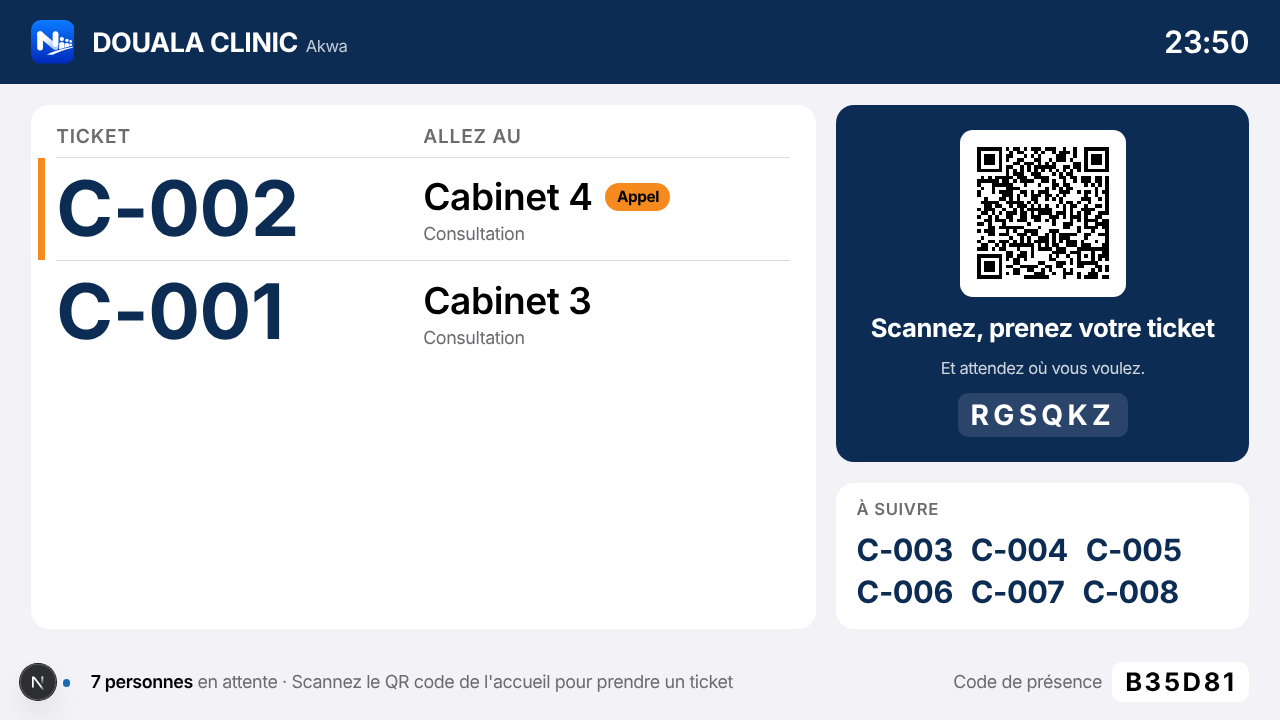 DOUALA CLINIC Akwa
23:50
TICKET ALLEZ AU
C-002 Cabinet 4 Appel
Consultation
C-001 Cabinet 3
Consultation
Scannez, prenez votre ticket
Et attendez où vous voulez.
RGSQKZ
À SUIVRE
C-003 C-004 C-005
C-006 C-007 C-008
N
7 personnes en attente · Scannez le QR code de l'accueil pour prendre un ticket
Code de présence B35D81